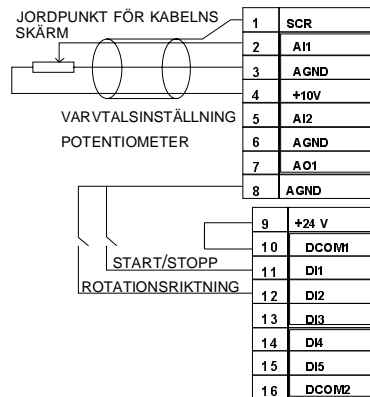 JORDPUNKT FÖR KABELNS
SKÄRM
1 SCR
2 AI1
3 AGND
4 +10V
VARVTALSINSTÄLLNING
5 AI2
POTENTIOMETER
6 AGND
7 AO1
8 AGND
9 +24 V
10 DCOM1
START/STOPP
11 DI1
ROTATIONSRIKTNING
12 DI2
13 DI3
14 DI4
15 DI5
16 DCOM2